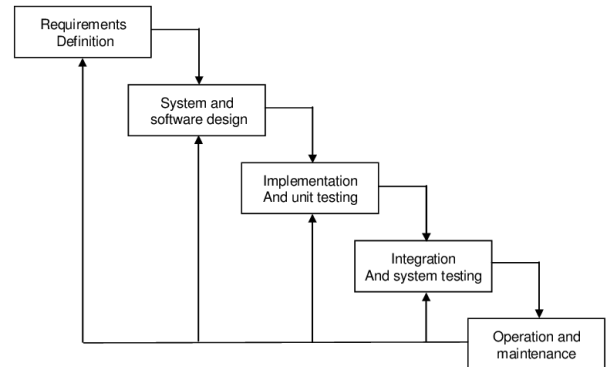 Requirements
Definition
System and
software design
Implementation
And unit testing
Integration
And system testing
Operation and
maintenance